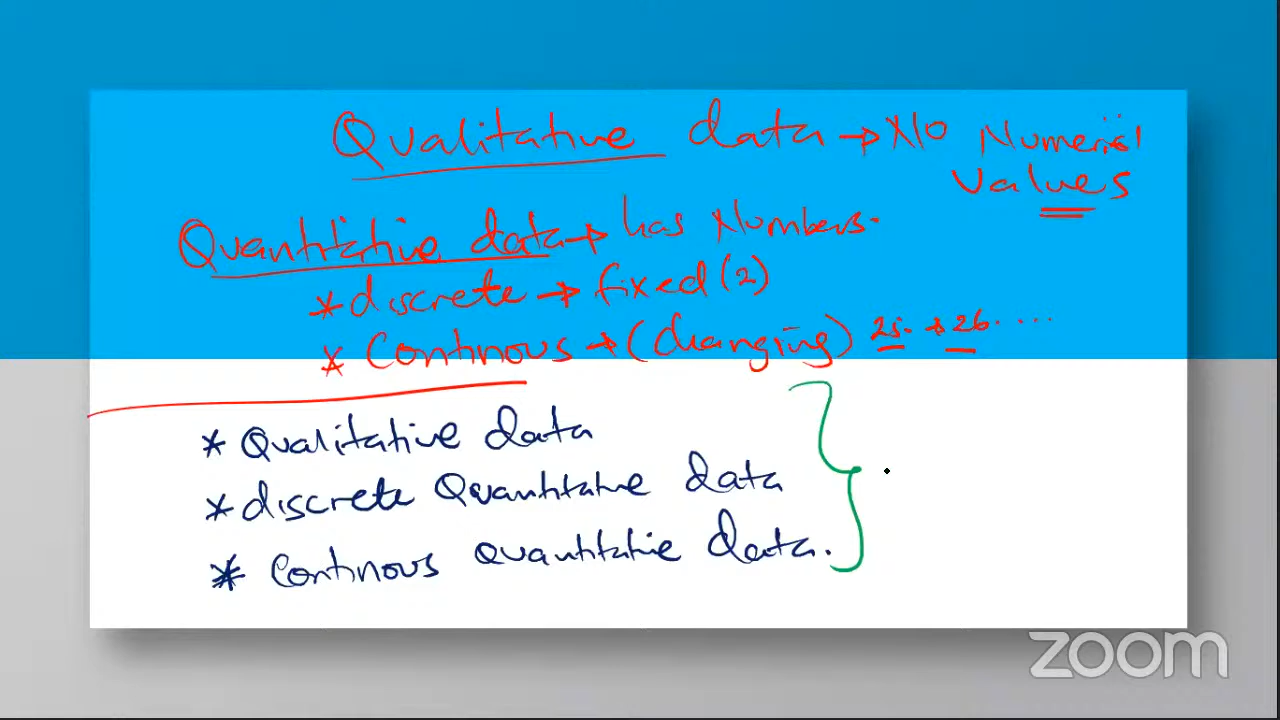 Qualitative data → No Numerical
Values
Quantitative data → has Numbers.
* discrete → fixed (2)
* Continous → (changing) 25. → 26. ...
* Qualitative data
* discrete Quantitative data
* Continous quantitative data.
zoom